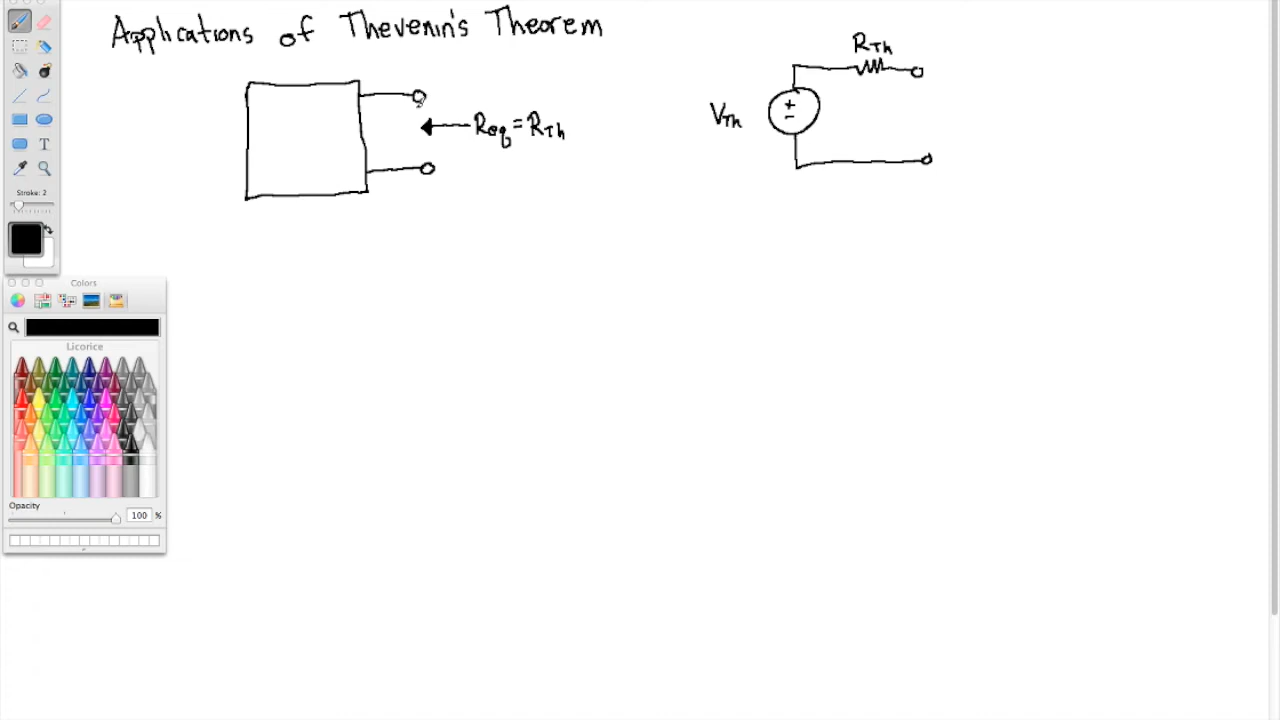 Applications of Thevenin's Theorem
Req = RTh
RTh
VTh
+
-
Stroke: 2
Colors
Licorice
Opacity
100 %
T